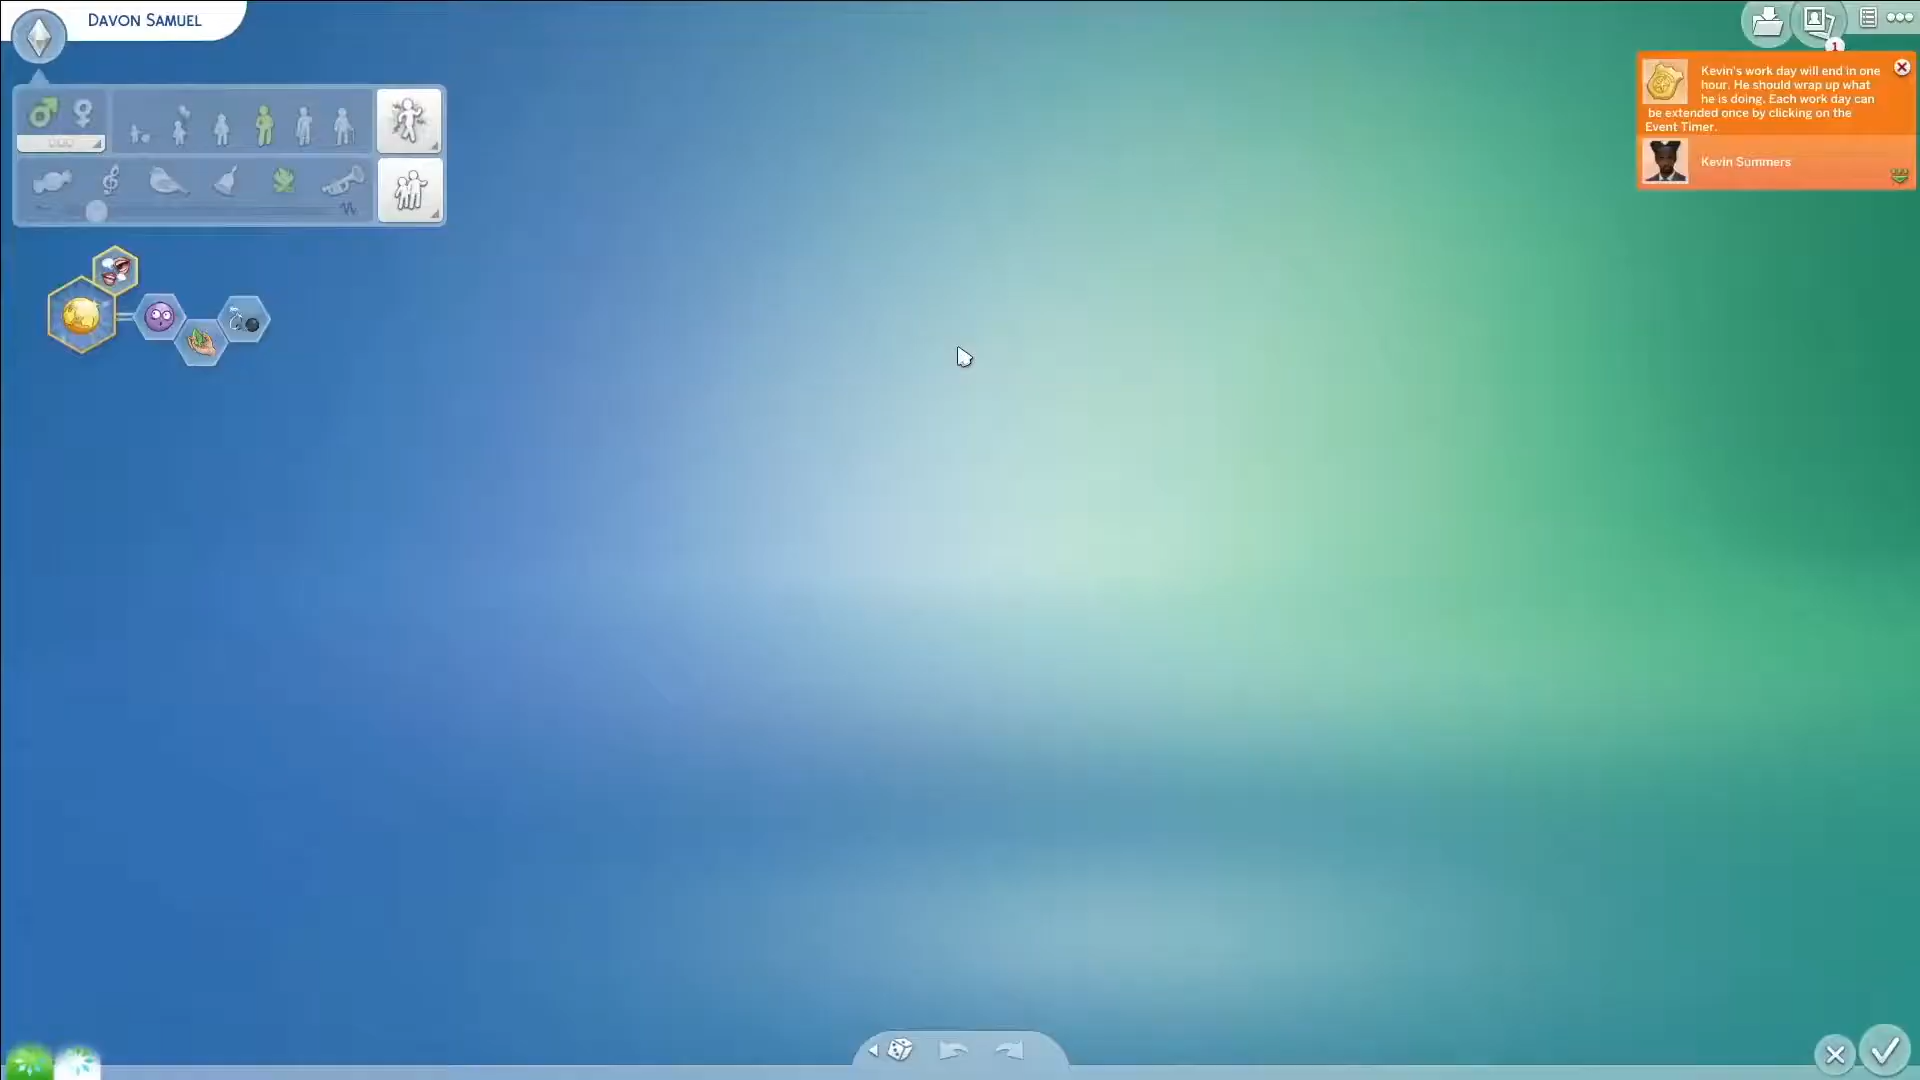 DAVON SAMUEL
1
Kevin's work day will end in one
hour. He should wrap up what
he is doing. Each work day can
be extended once by clicking on the
Event Timer.
Kevin Summers